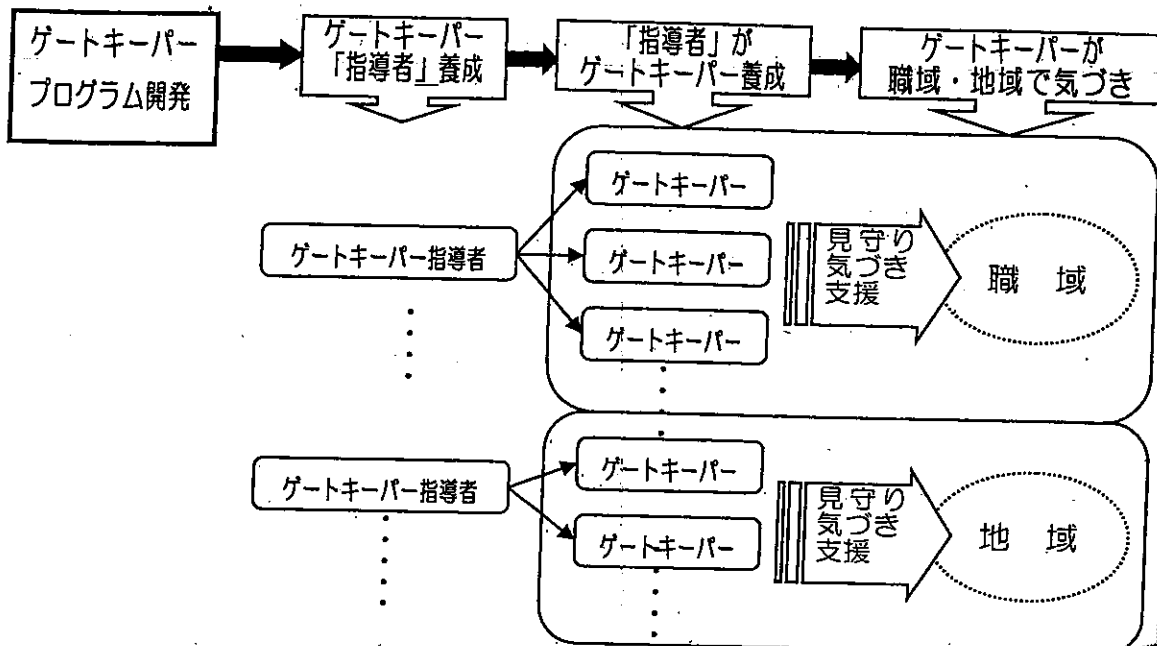 ゲートキーパー
プログラム開発
ゲートキーパー
「指導者」養成
「指導者」が
ゲートキーパー養成
ゲートキーパーが
職域・地域で気づき
ゲートキーパー指導者
ゲートキーパー
ゲートキーパー
ゲートキーパー
見守り
気づき
支援
職 域
ゲートキーパー指導者
ゲートキーパー
ゲートキーパー
見守り
気づき
支援
地 域